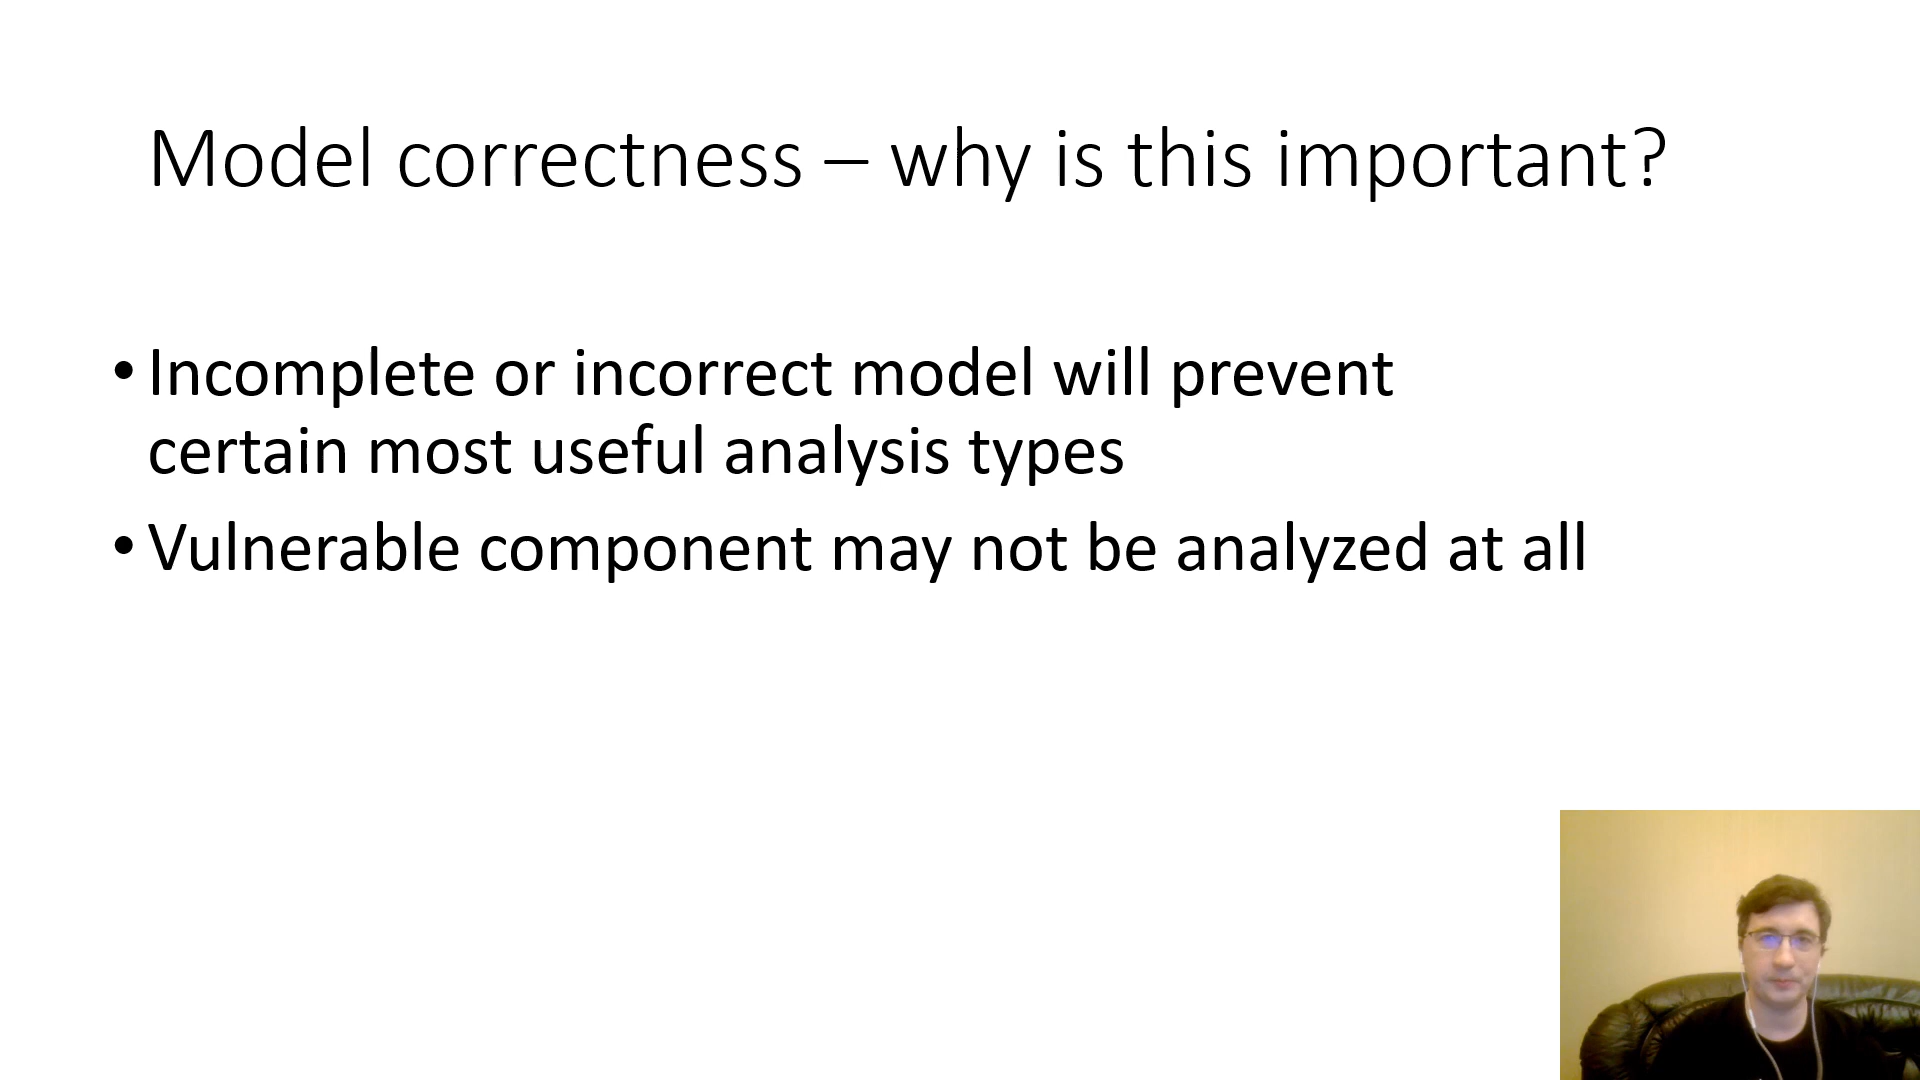 Model correctness – why is this important?
• Incomplete or incorrect model will prevent
certain most useful analysis types
• Vulnerable component may not be analyzed at all